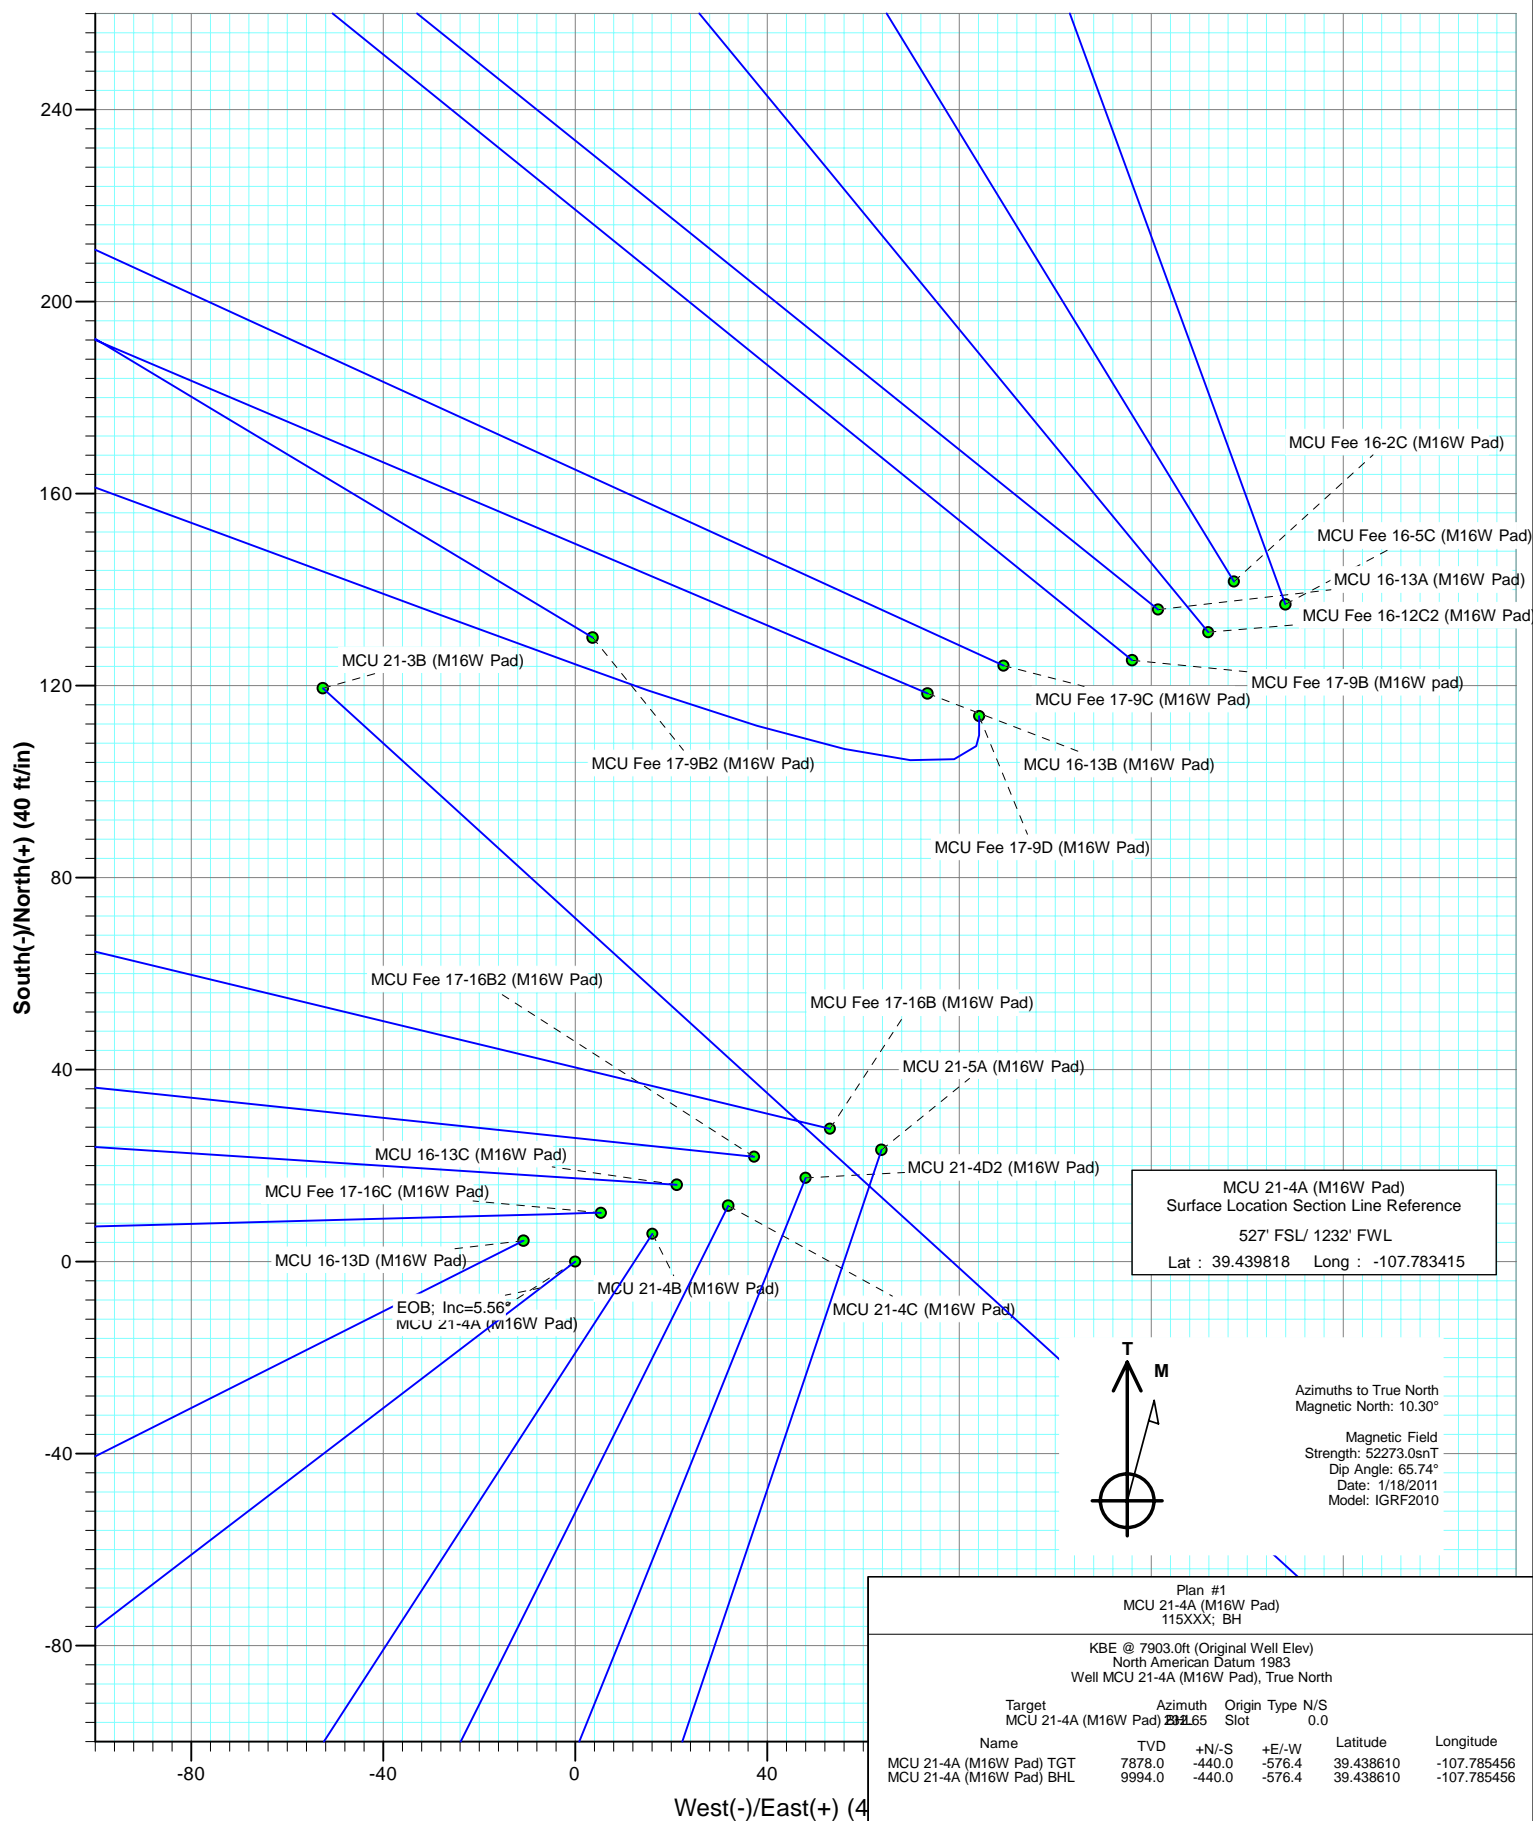 240
200
160
120
80
40
0
-40
-80
South(-)/North(+) (40 ft/in)
MCU Fee 16-2C (M16W Pad)
MCU Fee 16-5C (M16W Pad)
MCU 16-13A (M16W Pad)
MCU Fee 16-12C2 (M16W Pad)
MCU 21-3B (M16W Pad)
MCU Fee 17-9B (M16W pad)
MCU Fee 17-9C (M16W Pad)
MCU Fee 17-9B2 (M16W Pad)
MCU 16-13B (M16W Pad)
MCU Fee 17-9D (M16W Pad)
MCU Fee 17-16B2 (M16W Pad)
MCU Fee 17-16B (M16W Pad)
MCU 21-5A (M16W Pad)
MCU 16-13C (M16W Pad)
MCU 21-4D2 (M16W Pad)
MCU Fee 17-16C (M16W Pad)
MCU 16-13D (M16W Pad)
MCU 21-4B (M16W Pad)
EOB; Inc=5.56°
MCU 21-4C (M16W Pad)
MCU 21-4A (M16W Pad)
MCU 21-4A (M16W Pad)
Surface Location Section Line Reference
527' FSL/ 1232' FWL
Lat : 39.439818 Long : -107.783415
T
M
Azimuths to True North
Magnetic North: 10.30°
Magnetic Field
Strength: 52273.0snT
Dip Angle: 65.74°
Date: 1/18/2011
Model: IGRF2010
Plan #1
MCU 21-4A (M16W Pad)
115XXX; BH
KBE @ 7903.0ft (Original Well Elev)
North American Datum 1983
Well MCU 21-4A (M16W Pad), True North
Target Azimuth Origin Type N/S
MCU 21-4A (M16W Pad) Slot 0.0
Name TVD +N/-S +E/-W Latitude Longitude
MCU 21-4A (M16W Pad) TGT 7878.0 -440.0 -576.4 39.438610 -107.785456
MCU 21-4A (M16W Pad) BHL 9994.0 -440.0 -576.4 39.438610 -107.785456
-80 -40 0 40
West(-)/East(+) (4